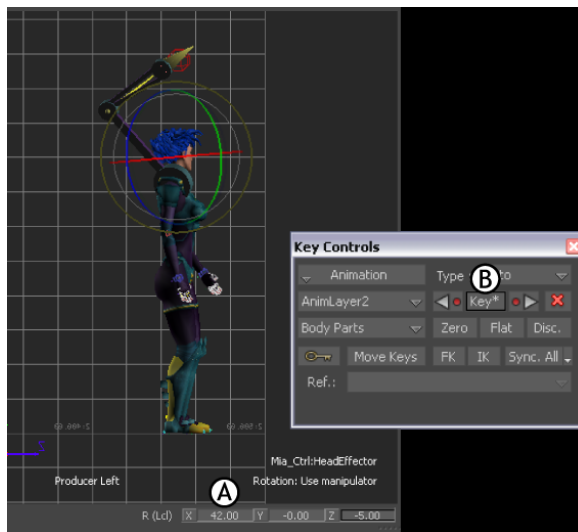 Key Controls
Animation
Type
B
AnimLayer2
Key*
Body Parts
Zero Flat Disc.
Move Keys FK IK Sync. All
Ref.:
Mia_Ctrl:HeadEffector
Producer Left
Rotation: Use manipulator
A
R (Lcl) X 42.00 Y -0.00 Z -5.00